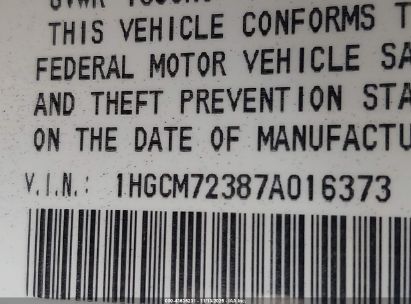 THIS VEHICLE CONFORMS T
FEDERAL MOTOR VEHICLE SA
AND THEFT PREVENTION STA
ON THE DATE OF MANUFACTU
V.I.N.: 1HGCM72387A016373